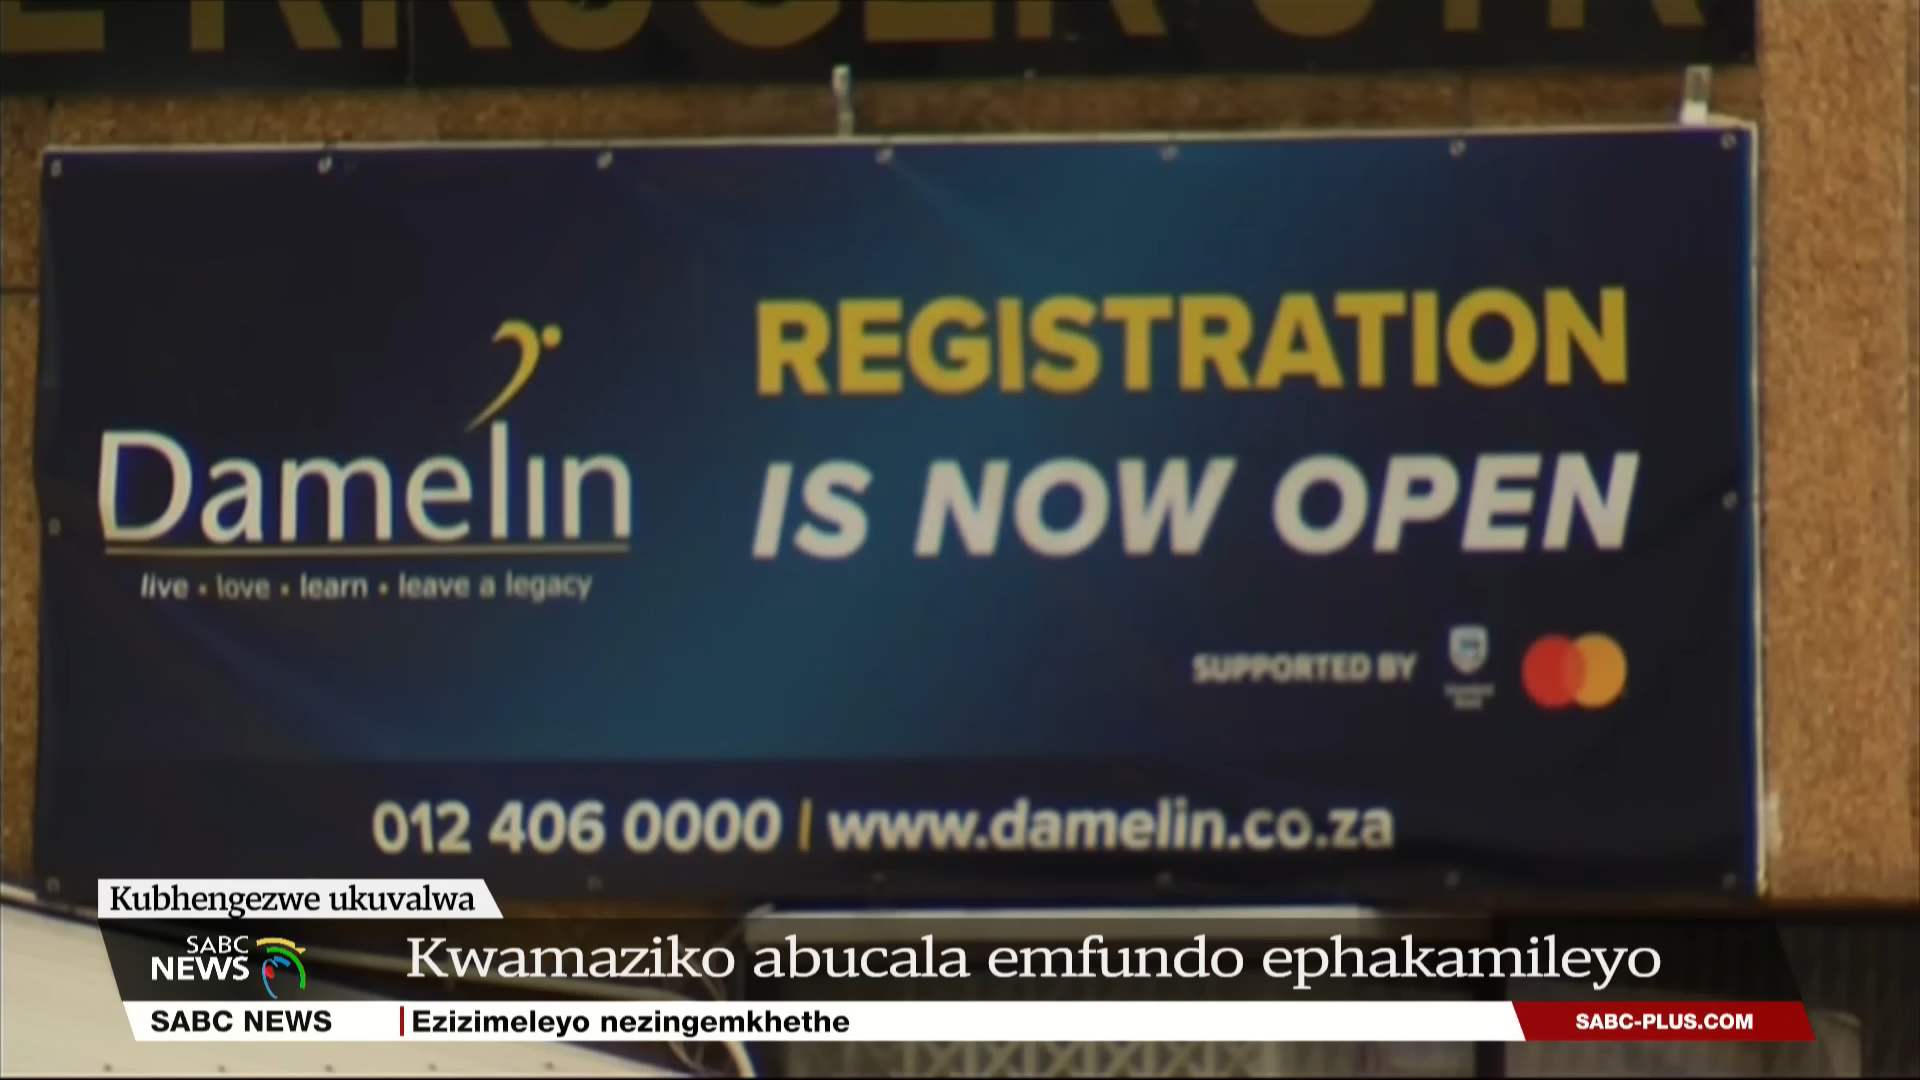 Damelin
live • love • learn • leave a legacy
REGISTRATION
IS NOW OPEN
SUPPORTED BY
012 406 0000 | www.damelin.co.za
Kubhengezwe ukuvalwa
SABC
NEWS
Kwamaziko abucala emfundo ephakamileyo
SABC NEWS
Ezizimeleyo nezingemkhethe
SABC-PLUS.COM